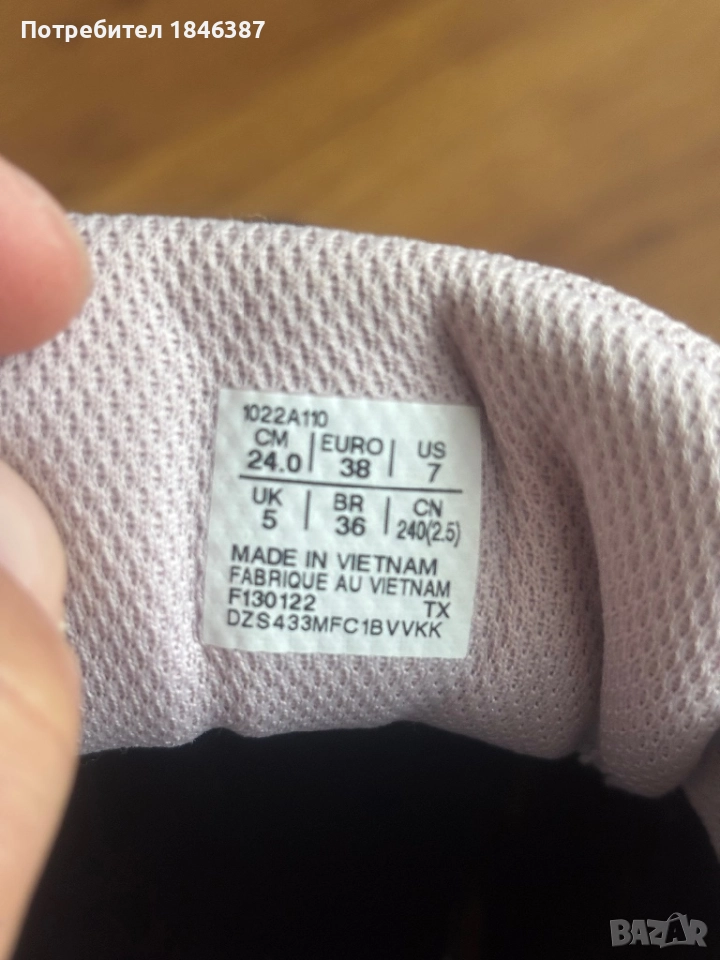 Потребител 1846387
1022A110
CM EURO US
24.0 38 7
UK BR CN
5 36 240(2.5)
MADE IN VIETNAM
FABRIQUE AU VIETNAM
F130122 TX
DZS433MFC1BVVKK
BAZAR